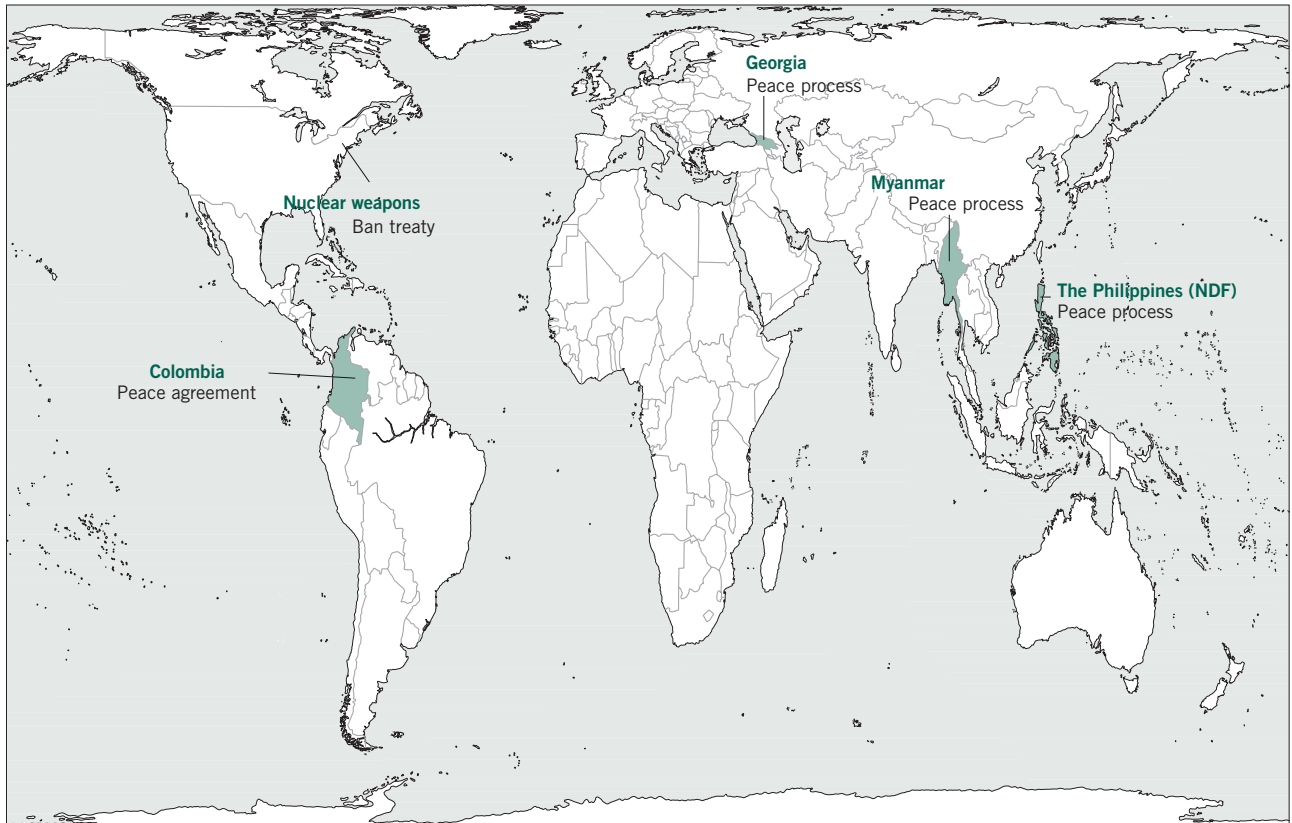 Georgia
Peace process
Myanmar
Peace process
Nuclear weapons
Ban treaty
The Philippines (NDF)
Peace process
Colombia
Peace agreement